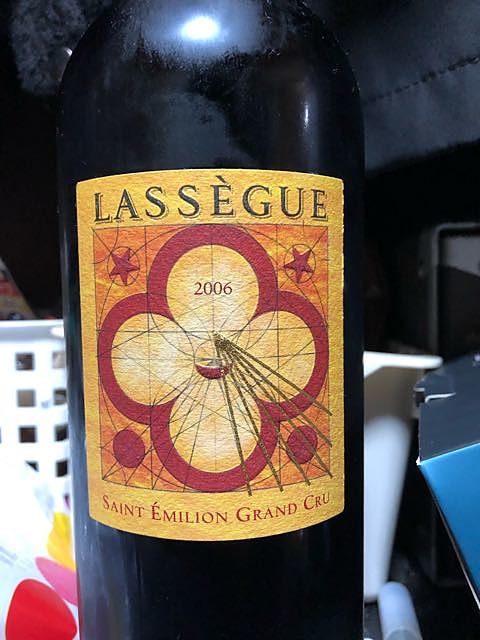 LASSÈGUE
2006
SAINT ÉMILION GRAND CRU